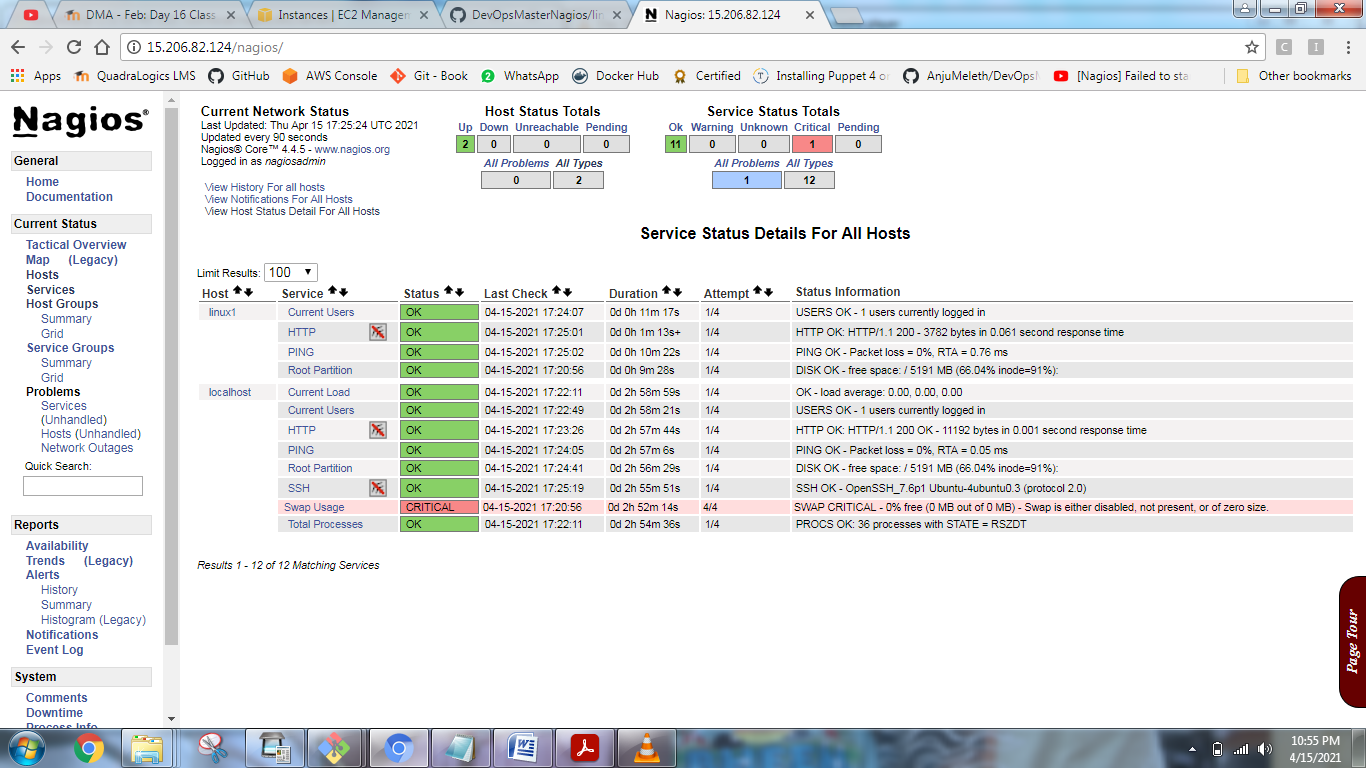 DMA - Feb: Day 16 Class
Instances | EC2 Managem
DevOpsMasterNagios/lin
Nagios: 15.206.82.124
15.206.82.124/nagios/
Apps
QuadraLogics LMS
GitHub
AWS Console
Git - Book
2 WhatsApp
Docker Hub
Certified
Installing Puppet 4 or
AnjuMeleth/DevOpsM
[Nagios] Failed to sta
Other bookmarks
Nagios®
General
Home
Documentation
Current Status
Tactical Overview
Map (Legacy)
Hosts
Services
Host Groups
Summary
Grid
Service Groups
Summary
Grid
Problems
Services
(Unhandled)
Hosts (Unhandled)
Network Outages
Quick Search:
Reports
Availability
Trends (Legacy)
Alerts
History
Summary
Histogram (Legacy)
Notifications
Event Log
System
Comments
Downtime
Process Info
Current Network Status
Last Updated: Thu Apr 15 17:25:24 UTC 2021
Updated every 90 seconds
Nagios® Core™ 4.4.5 - www.nagios.org
Logged in as nagiosadmin
View History For all hosts
View Notifications For All Hosts
View Host Status Detail For All Hosts
Host Status Totals
Up Down Unreachable Pending
2 0 0 0
All Problems All Types
0 2
Service Status Totals
Ok Warning Unknown Critical Pending
11 0 0 1 0
All Problems All Types
1 12
Service Status Details For All Hosts
Limit Results: 100
Host Service Status Last Check Duration Attempt Status Information
linux1 Current Users OK 04-15-2021 17:24:07 0d 0h 11m 17s 1/4 USERS OK - 1 users currently logged in
HTTP OK 04-15-2021 17:25:01 0d 0h 1m 13s+ 1/4 HTTP OK: HTTP/1.1 200 - 3782 bytes in 0.061 second response time
PING OK 04-15-2021 17:25:02 0d 0h 10m 22s 1/4 PING OK - Packet loss = 0%, RTA = 0.76 ms
Root Partition OK 04-15-2021 17:20:56 0d 0h 9m 28s 1/4 DISK OK - free space: / 5191 MB (66.04% inode=91%):
localhost Current Load OK 04-15-2021 17:22:11 0d 2h 58m 59s 1/4 OK - load average: 0.00, 0.00, 0.00
Current Users OK 04-15-2021 17:22:49 0d 2h 58m 21s 1/4 USERS OK - 1 users currently logged in
HTTP OK 04-15-2021 17:23:26 0d 2h 57m 44s 1/4 HTTP OK: HTTP/1.1 200 OK - 11192 bytes in 0.001 second response time
PING OK 04-15-2021 17:24:05 0d 2h 57m 6s 1/4 PING OK - Packet loss = 0%, RTA = 0.05 ms
Root Partition OK 04-15-2021 17:24:41 0d 2h 56m 29s 1/4 DISK OK - free space: / 5191 MB (66.04% inode=91%):
SSH OK 04-15-2021 17:25:19 0d 2h 55m 51s 1/4 SSH OK - OpenSSH_7.6p1 Ubuntu-4ubuntu0.3 (protocol 2.0)
Swap Usage CRITICAL 04-15-2021 17:20:56 0d 2h 52m 14s 4/4 SWAP CRITICAL - 0% free (0 MB out of 0 MB) - Swap is either disabled, not present, or of zero size.
Total Processes OK 04-15-2021 17:22:11 0d 2h 54m 36s 1/4 PROCS OK: 36 processes with STATE = RSZDT
Results 1 - 12 of 12 Matching Services
Page Tour
10:55 PM
4/15/2021